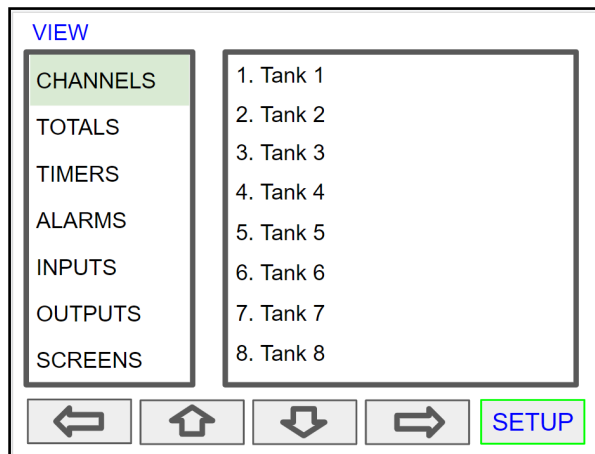 VIEW
CHANNELS
TOTALS
TIMERS
ALARMS
INPUTS
OUTPUTS
SCREENS
1. Tank 1
2. Tank 2
3. Tank 3
4. Tank 4
5. Tank 5
6. Tank 6
7. Tank 7
8. Tank 8
SETUP